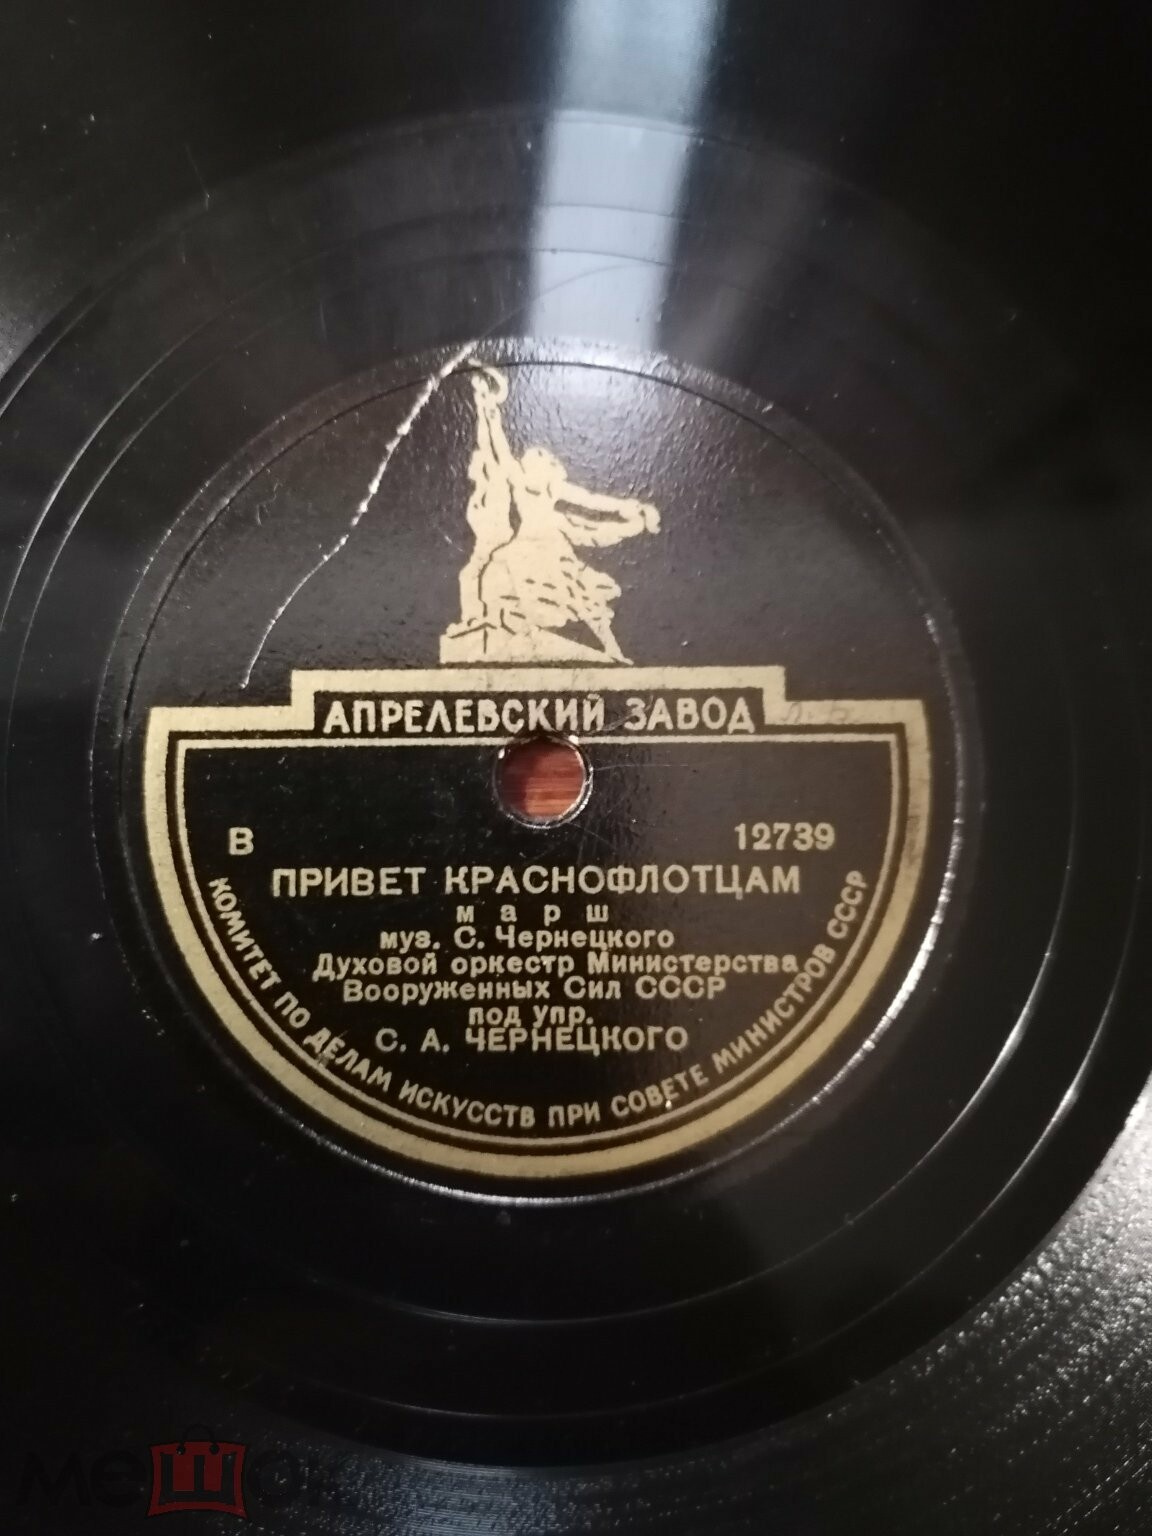 АПРЕЛЕВСКИЙ ЗАВОД
В 12739
ПРИВЕТ КРАСНОФЛОТЦАМ
марш
муз. С. Чернецкого
Духовой оркестр Министерства
Вооруженных Сил СССР
под упр.
С. А. ЧЕРНЕЦКОГО
КОМИТЕТ ПО ДЕЛАМ ИСКУССТВ ПРИ СОВЕТЕ МИНИСТРОВ СССР
мешок